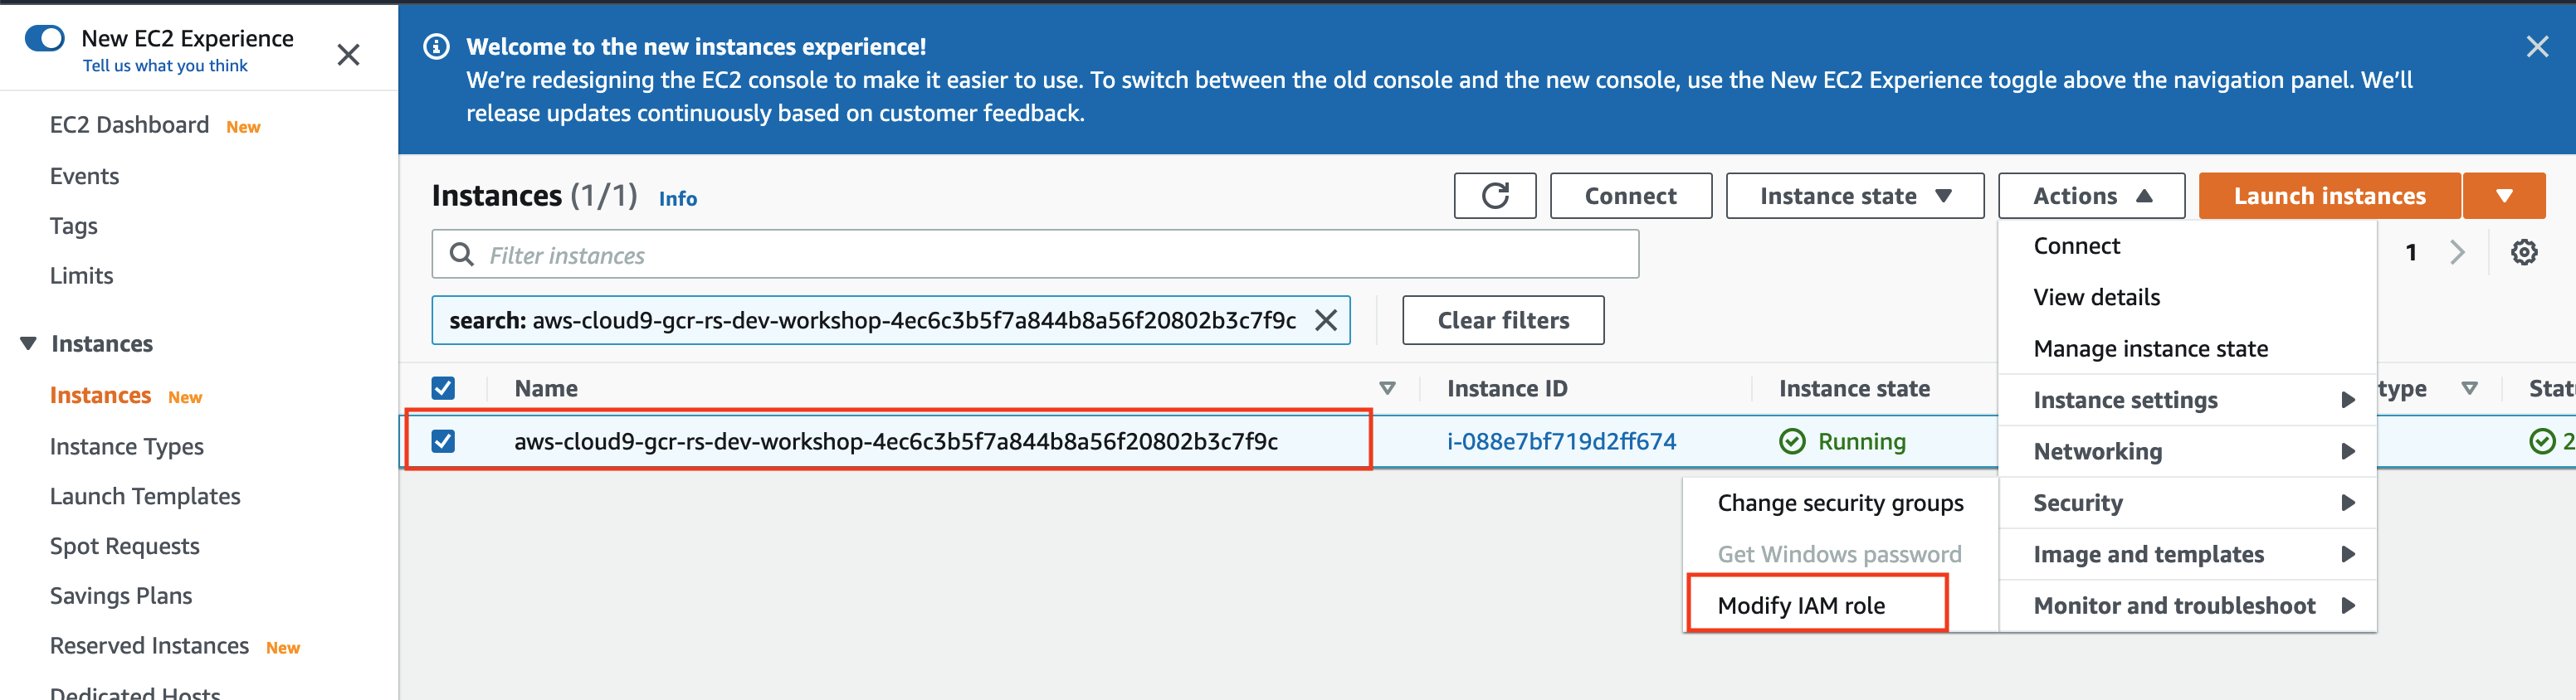 New EC2 Experience
Tell us what you think
EC2 Dashboard New
Events
Tags
Limits
Instances
Instances New
Instance Types
Launch Templates
Spot Requests
Savings Plans
Reserved Instances New
Dedicated Hosts
Welcome to the new instances experience!
We're redesigning the EC2 console to make it easier to use. To switch between the old console and the new console, use the New EC2 Experience toggle above the navigation panel. We'll
release updates continuously based on customer feedback.
Instances (1/1) Info
Connect
Instance state
Actions
Launch instances
Filter instances
1
search: aws-cloud9-gcr-rs-dev-workshop-4ec6c3b5f7a844b8a56f20802b3c7f9c
Clear filters
Name
Instance ID
Instance state
type
Stat
aws-cloud9-gcr-rs-dev-workshop-4ec6c3b5f7a844b8a56f20802b3c7f9c
i-088e7bf719d2ff674
Running
2
Connect
View details
Manage instance state
Instance settings
Networking
Security
Image and templates
Monitor and troubleshoot
Change security groups
Get Windows password
Modify IAM role